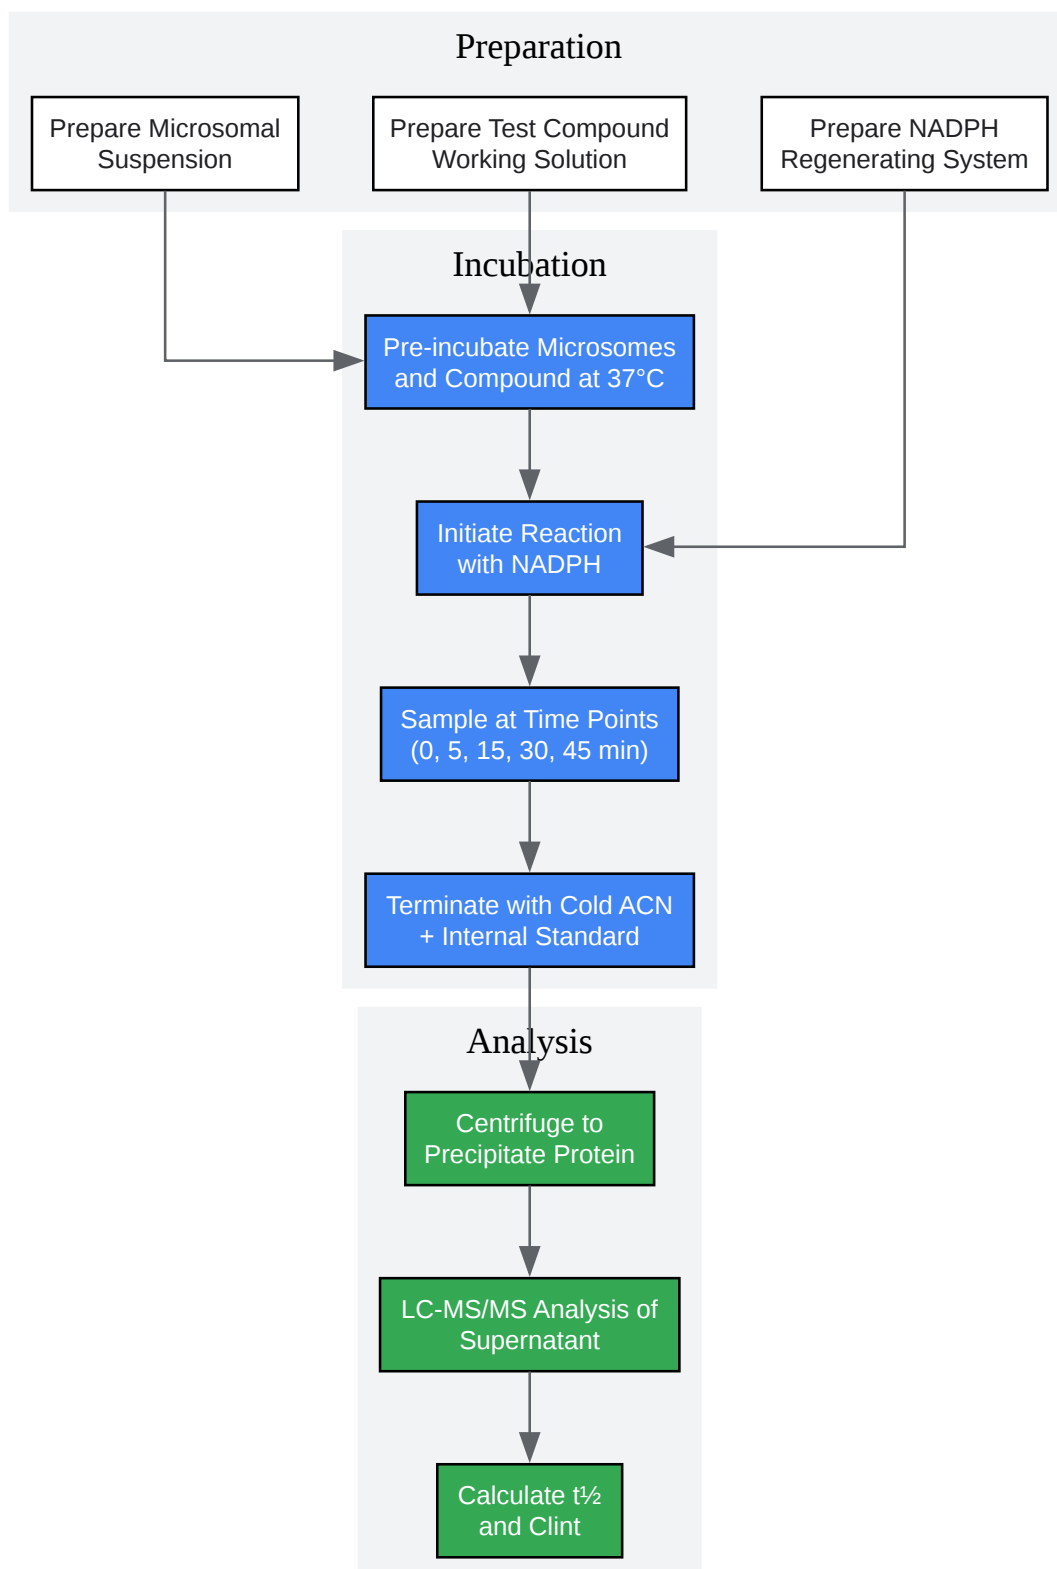 Preparation
Prepare Microsomal
Suspension
Prepare Test Compound
Working Solution
Prepare NADPH
Regenerating System
Incubation
Pre-incubate Microsomes
and Compound at 37°C
Initiate Reaction
with NADPH
Sample at Time Points
(0, 5, 15, 30, 45 min)
Terminate with Cold ACN
+ Internal Standard
Analysis
Centrifuge to
Precipitate Protein
LC-MS/MS Analysis of
Supernatant
Calculate t½
and Clint